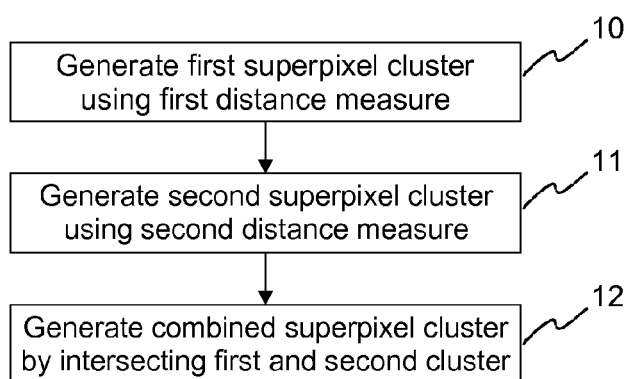 10
Generate first superpixel cluster
using first distance measure
11
Generate second superpixel cluster
using second distance measure
12
Generate combined superpixel cluster
by intersecting first and second cluster